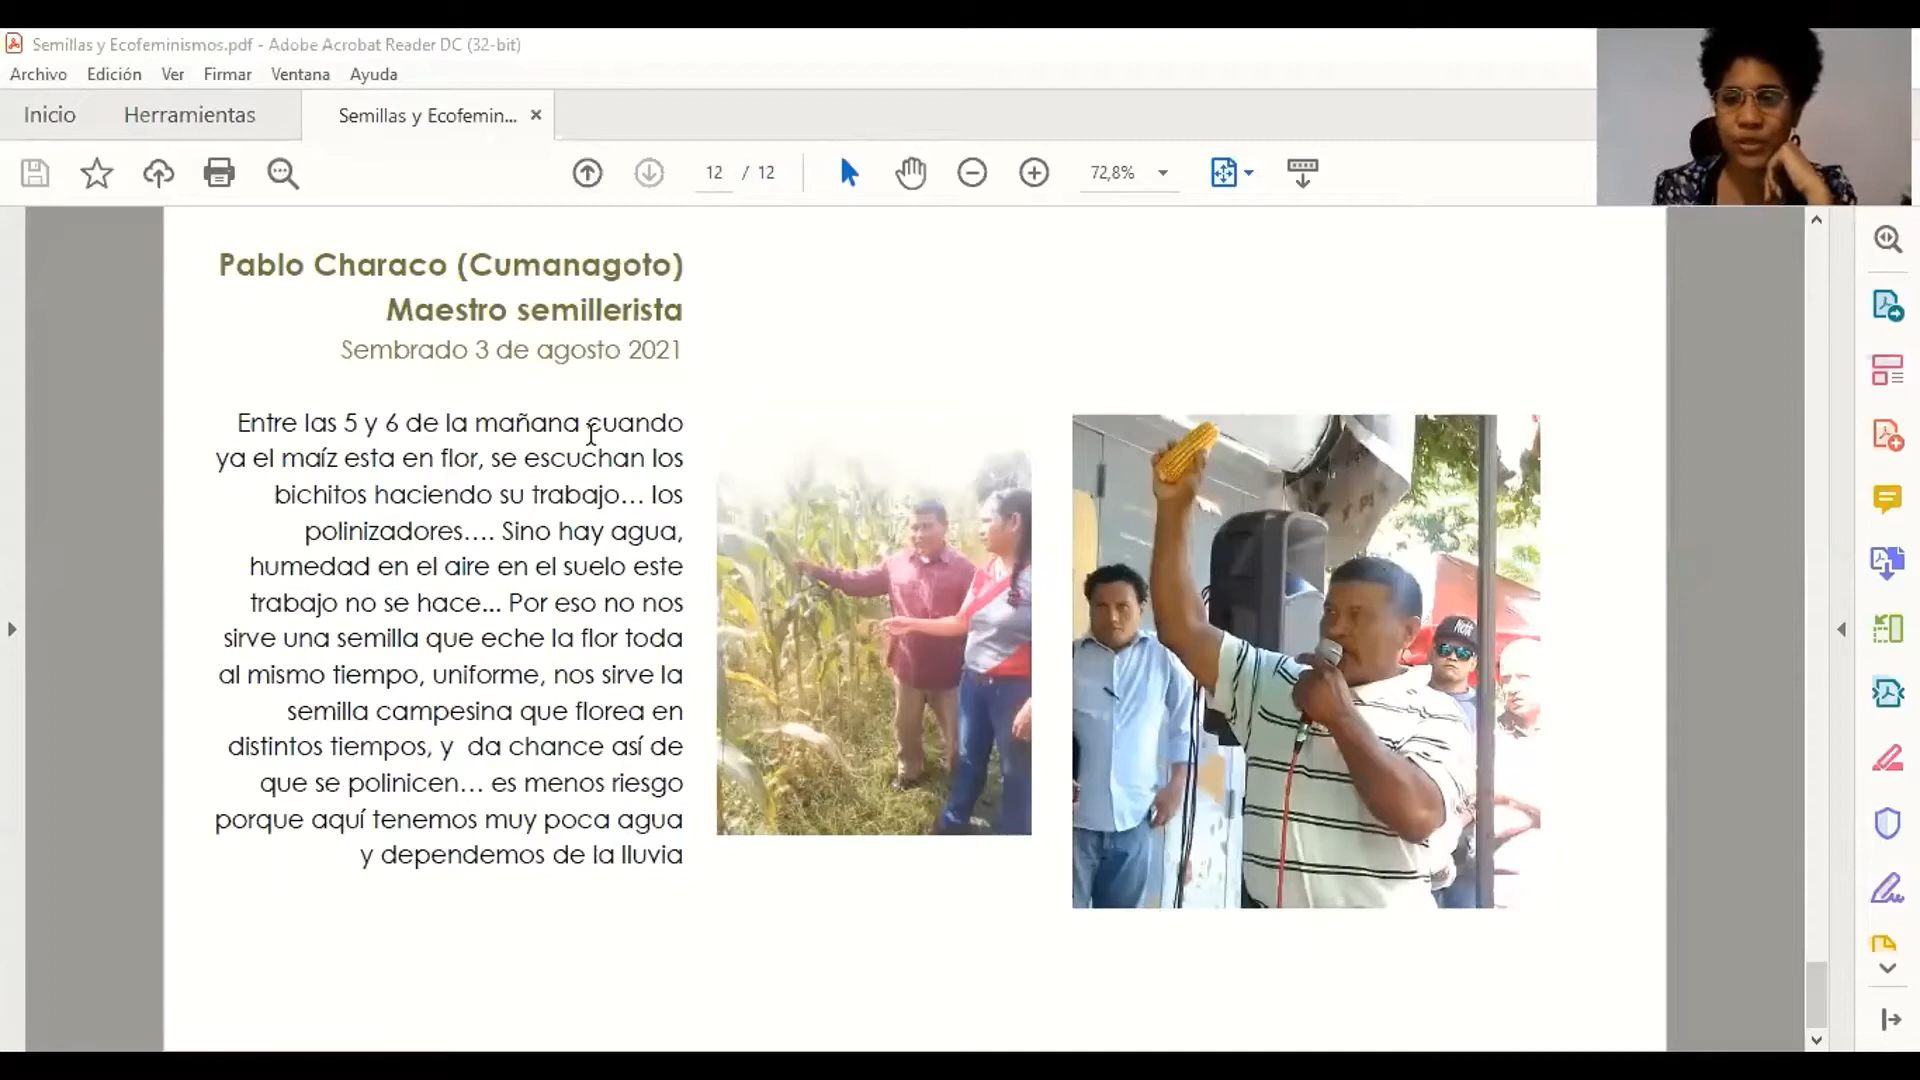 Semillas y Ecofeminismos.pdf - Adobe Acrobat Reader DC (32-bit)
Archivo Edición Ver Firmar Ventana Ayuda
Inicio Herramientas Semillas y Ecofemin... ×
12 / 12 72,8%
Pablo Characo (Cumanagoto)
Maestro semillerista
Sembrado 3 de agosto 2021
Entre las 5 y 6 de la mañana cuando
ya el maíz esta en flor, se escuchan los
bichitos haciendo su trabajo… los
polinizadores…. Sino hay agua,
humedad en el aire en el suelo este
trabajo no se hace... Por eso no nos
sirve una semilla que eche la flor toda
al mismo tiempo, uniforme, nos sirve la
semilla campesina que florea en
distintos tiempos, y da chance así de
que se polinicen… es menos riesgo
porque aquí tenemos muy poca agua
y dependemos de la lluvia